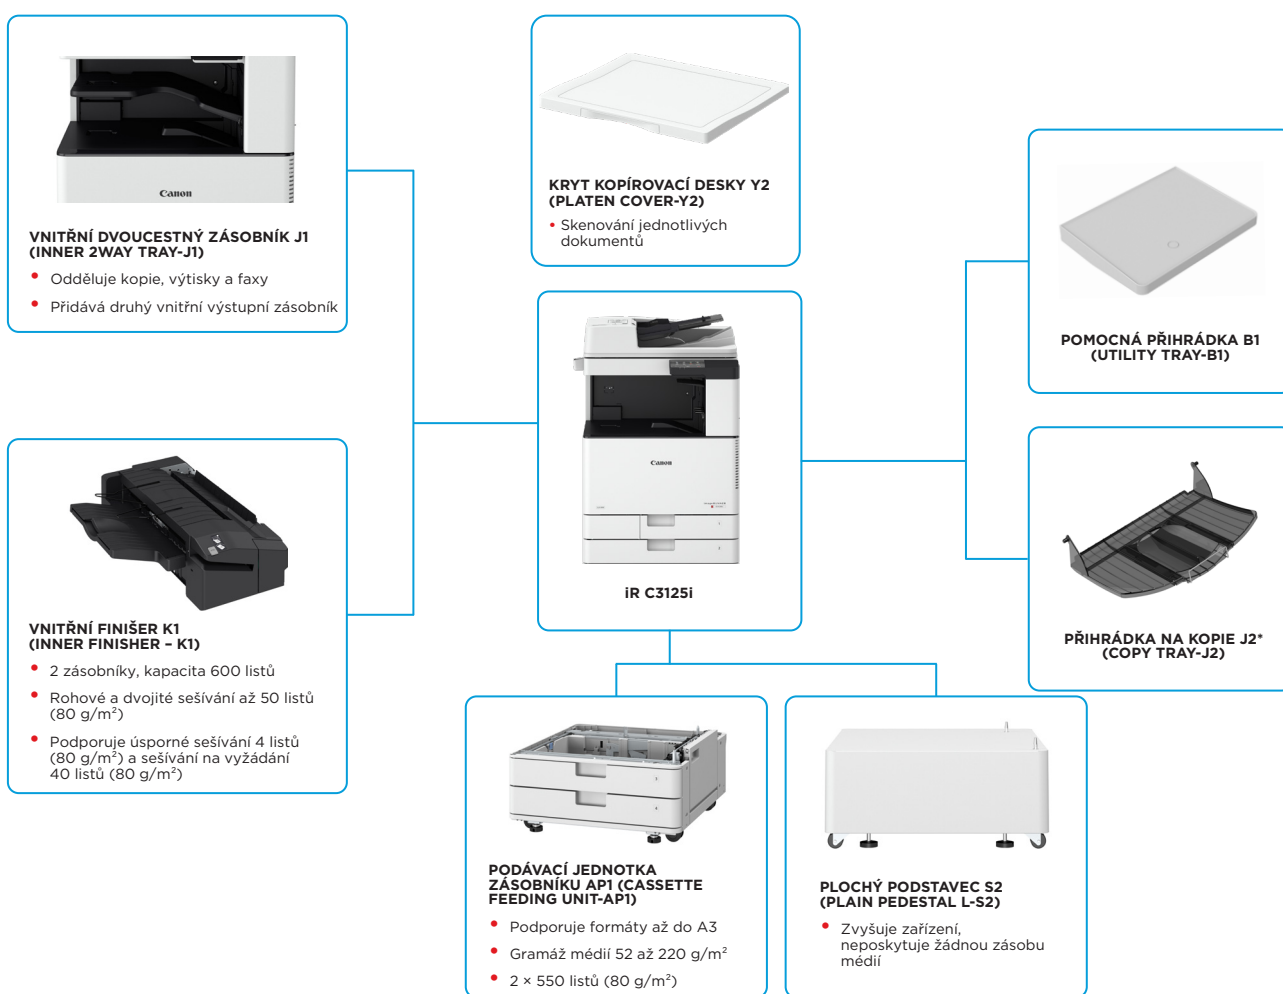 Canon
VNITŘNÍ DVOUCESTNÝ ZÁSOBNÍK J1
(INNER 2WAY TRAY-J1)
• Odděluje kopie, výtisky a faxy
• Přidává druhý vnitřní výstupní zásobník
KRYT KOPÍROVACÍ DESKY Y2
(PLATEN COVER-Y2)
• Skenování jednotlivých
dokumentů
POMOCNÁ PŘIHRÁDKA B1
(UTILITY TRAY-B1)
Canon
iR C3125i
VNITŘNÍ FINIŠER K1
(INNER FINISHER – K1)
• 2 zásobníky, kapacita 600 listů
• Rohové a dvojité sešívání až 50 listů
(80 g/m²)
• Podporuje úsporné sešívání 4 listů
(80 g/m²) a sešívání na vyžádání
40 listů (80 g/m²)
PŘIHRÁDKA NA KOPIE J2*
(COPY TRAY-J2)
PODÁVACÍ JEDNOTKA
ZÁSOBNÍKU AP1 (CASSETTE
FEEDING UNIT-AP1)
• Podporuje formáty až do A3
• Gramáž médií 52 až 220 g/m²
• 2 × 550 listů (80 g/m²)
PLOCHÝ PODSTAVEC S2
(PLAIN PEDESTAL L-S2)
• Zvyšuje zařízení,
neposkytuje žádnou zásobu
médií